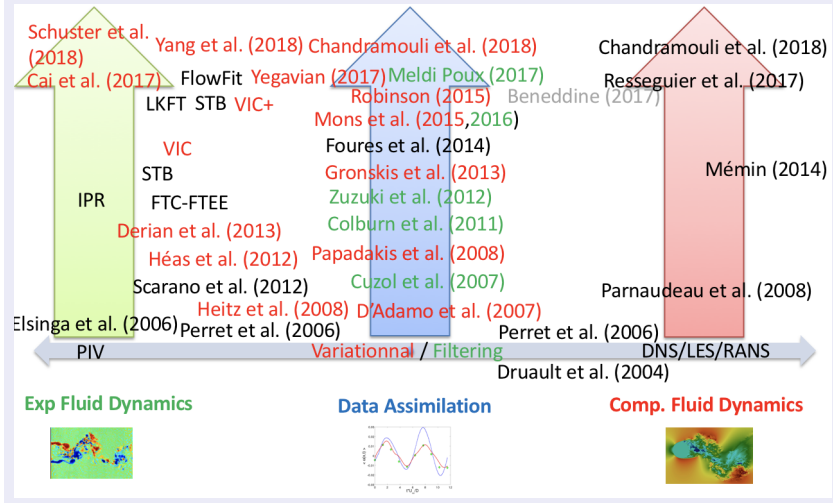 Schuster et al.
(2018)
Yang et al. (2018)
Chandramouli et al. (2018)
Chandramouli et al. (2018)
Cai et al. (2017)
FlowFit
Yegavian (2017)
Meldi Poux (2017)
Resseguier et al. (2017)
LKFT
STB
VIC+
Robinson (2015)
Beneddine (2017)
Mons et al. (2015,2016)
VIC
Foures et al. (2014)
STB
Gronskis et al. (2013)
Mémin (2014)
IPR
FTC-FTEE
Zuzuki et al. (2012)
Derian et al. (2013)
Colburn et al. (2011)
Héas et al. (2012)
Papadakis et al. (2008)
Scarano et al. (2012)
Cuzol et al. (2007)
Parnaudeau et al. (2008)
Heitz et al. (2008)
D'Adamo et al. (2007)
Elsinga et al. (2006)
Perret et al. (2006)
Perret et al. (2006)
PIV
Variationnal / Filtering
DNS/LES/RANS
Druault et al. (2004)
Exp Fluid Dynamics
Data Assimilation
Comp. Fluid Dynamics